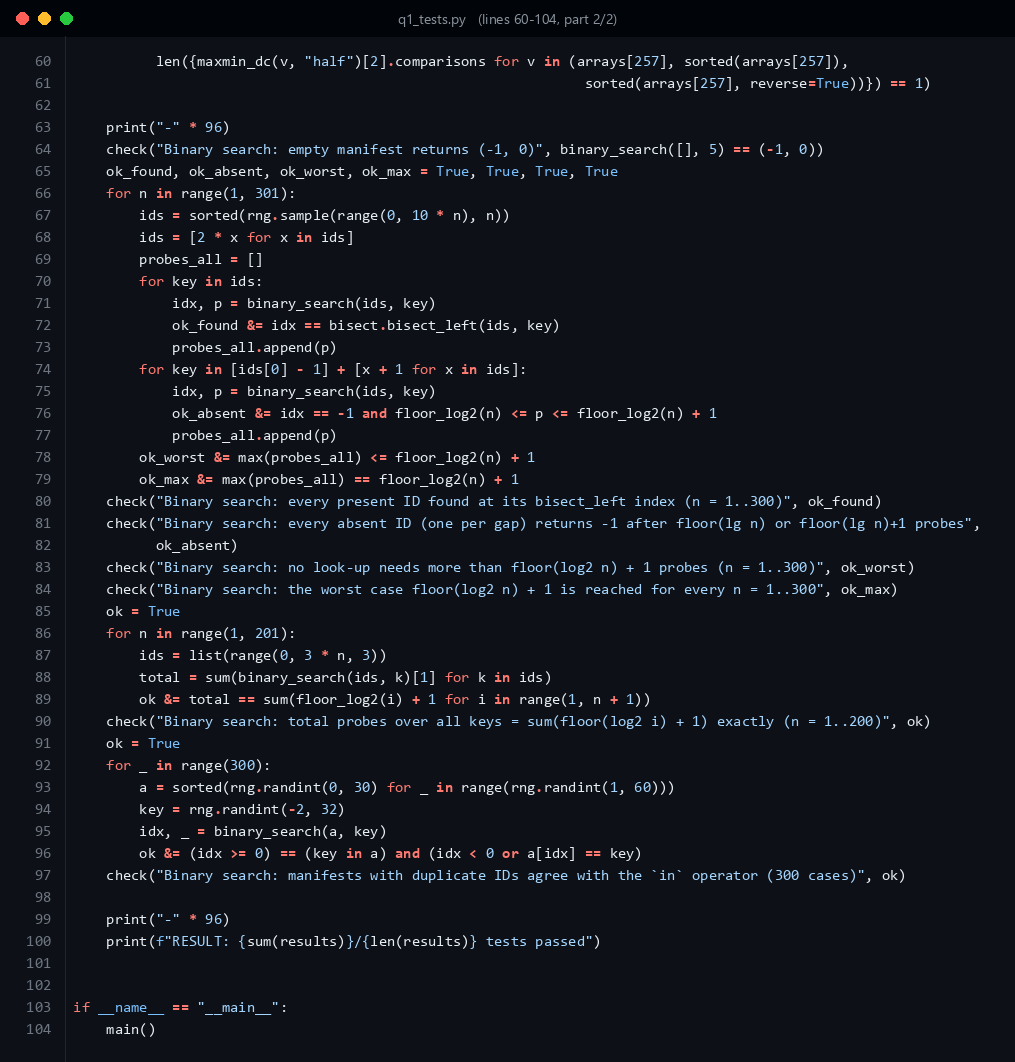 q1_tests.py (lines 60-104, part 2/2)
60 len({maxmin_dc(v, "half")[2].comparisons for v in (arrays[257], sorted(arrays[257]),
61 sorted(arrays[257], reverse=True))}) == 1)
62
63 print("-" * 96)
64 check("Binary search: empty manifest returns (-1, 0)", binary_search([], 5) == (-1, 0))
65 ok_found, ok_absent, ok_worst, ok_max = True, True, True, True
66 for n in range(1, 301):
67 ids = sorted(rng.sample(range(0, 10 * n), n))
68 ids = [2 * x for x in ids]
69 probes_all = []
70 for key in ids:
71 idx, p = binary_search(ids, key)
72 ok_found &= idx == bisect.bisect_left(ids, key)
73 probes_all.append(p)
74 for key in [ids[0] - 1] + [x + 1 for x in ids]:
75 idx, p = binary_search(ids, key)
76 ok_absent &= idx == -1 and floor_log2(n) <= p <= floor_log2(n) + 1
77 probes_all.append(p)
78 ok_worst &= max(probes_all) <= floor_log2(n) + 1
79 ok_max &= max(probes_all) == floor_log2(n) + 1
80 check("Binary search: every present ID found at its bisect_left index (n = 1..300)", ok_found)
81 check("Binary search: every absent ID (one per gap) returns -1 after floor(lg n) or floor(lg n)+1 probes",
82 ok_absent)
83 check("Binary search: no look-up needs more than floor(log2 n) + 1 probes (n = 1..300)", ok_worst)
84 check("Binary search: the worst case floor(log2 n) + 1 is reached for every n = 1..300", ok_max)
85 ok = True
86 for n in range(1, 201):
87 ids = list(range(0, 3 * n, 3))
88 total = sum(binary_search(ids, k)[1] for k in ids)
89 ok &= total == sum(floor_log2(i) + 1 for i in range(1, n + 1))
90 check("Binary search: total probes over all keys = sum(floor(log2 i) + 1) exactly (n = 1..200)", ok)
91 ok = True
92 for _ in range(300):
93 a = sorted(rng.randint(0, 30) for _ in range(rng.randint(1, 60)))
94 key = rng.randint(-2, 32)
95 idx, _ = binary_search(a, key)
96 ok &= (idx >= 0) == (key in a) and (idx < 0 or a[idx] == key)
97 check("Binary search: manifests with duplicate IDs agree with the `in` operator (300 cases)", ok)
98
99 print("-" * 96)
100 print(f"RESULT: {sum(results)}/{len(results)} tests passed")
101
102
103 if __name__ == "__main__":
104 main()